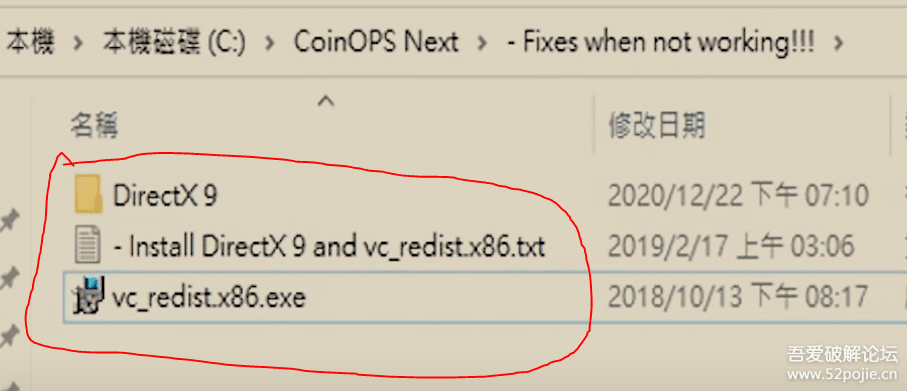 本機 > 本機磁碟 (C:) > CoinOPS Next > - Fixes when not working!!! >
名稱 修改日期
DirectX 9 2020/12/22 下午 07:10
- Install DirectX 9 and vc_redist.x86.txt 2019/2/17 上午 03:06
vc_redist.x86.exe 2018/10/13 下午 08:17
吾爱破解论坛
www.52pojie.cn